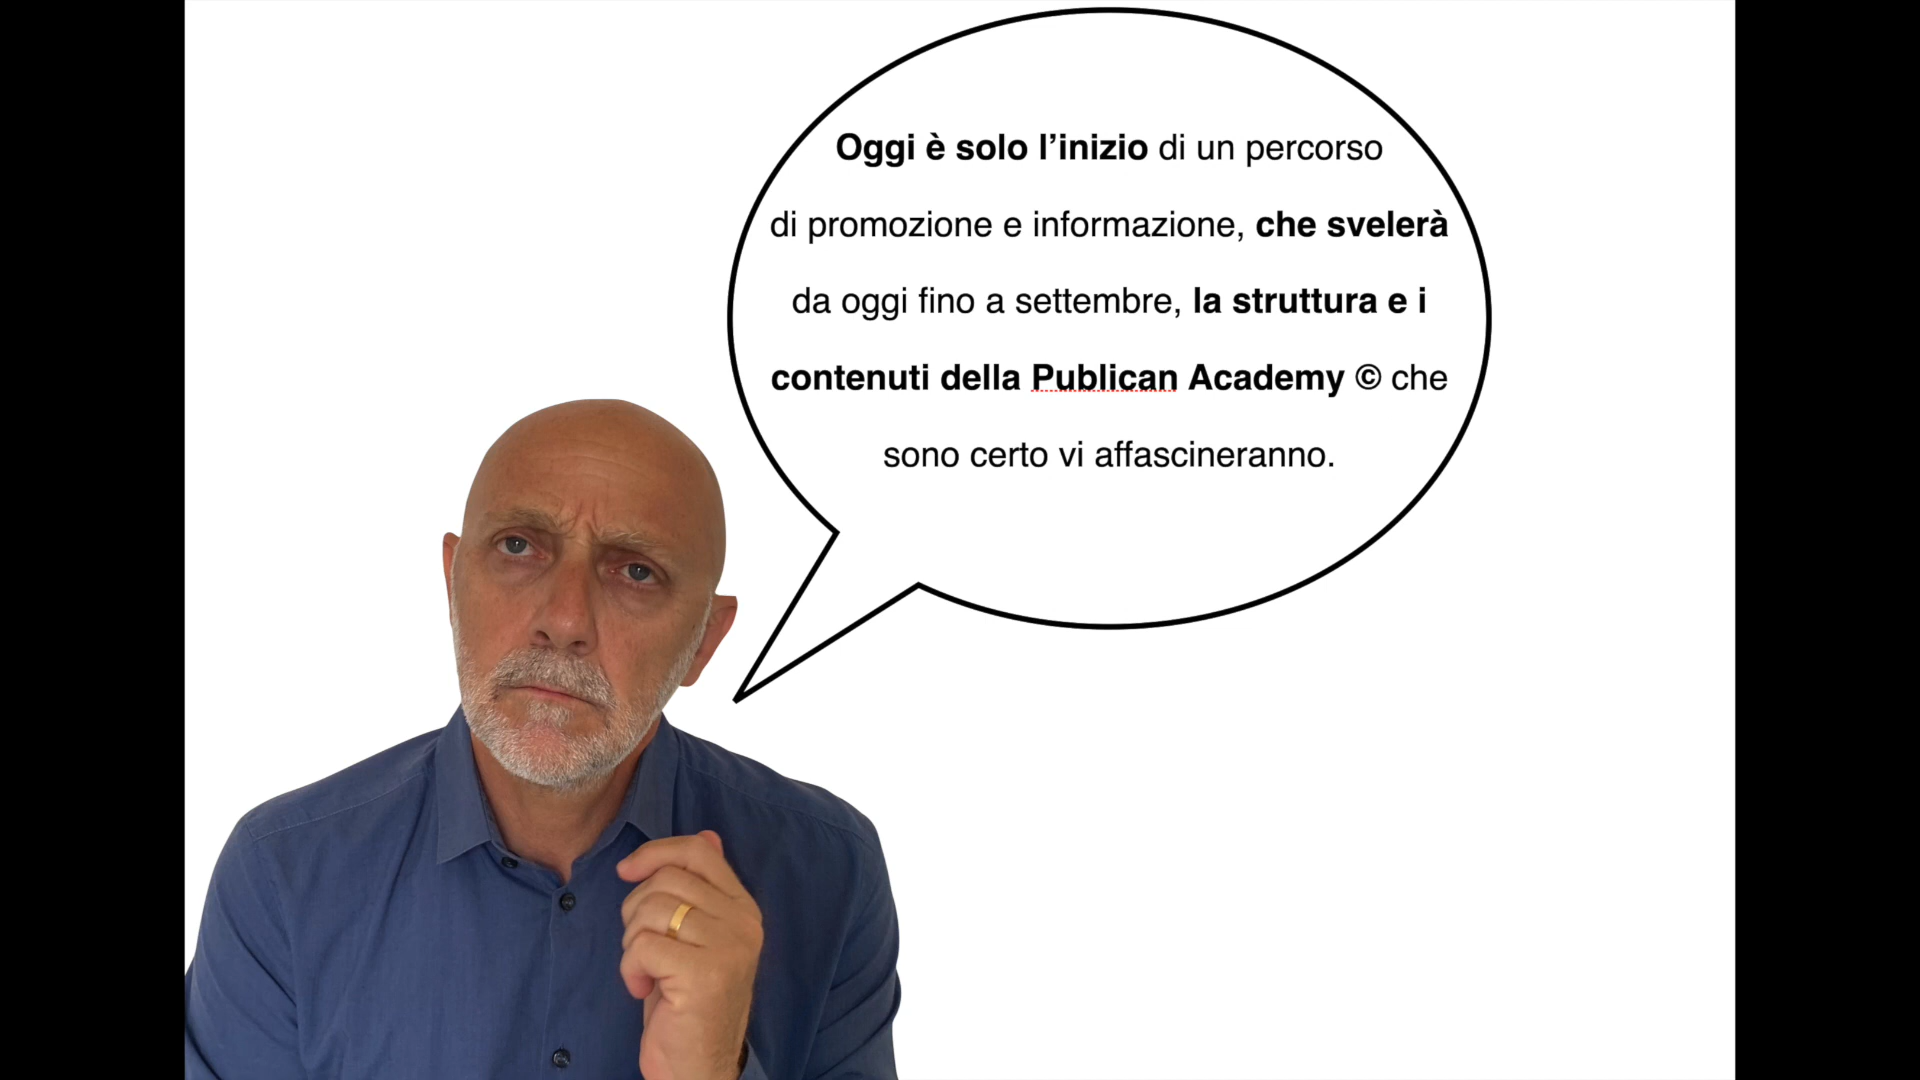 Oggi è solo l’inizio di un percorso
di promozione e informazione, che svelerà
da oggi fino a settembre, la struttura e i
contenuti della Publican Academy © che
sono certo vi affascineranno.